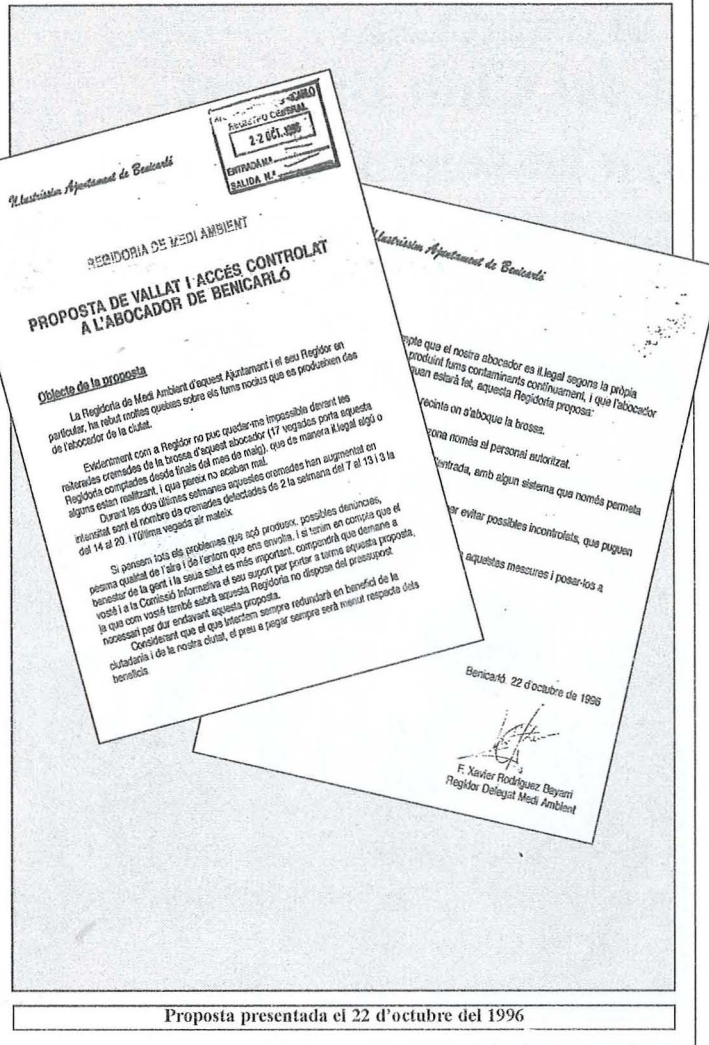 REGISTRO CENTRAL
22 OCT. 1996
ENTRADA N.º
SALIDA N.º
Il.lustríssim Ajuntament de Benicarló
REGIDORIA DE MEDI AMBIENT
PROPOSTA DE VALLAT I ACCÉS CONTROLAT
A L'ABOCADOR DE BENICARLÓ
Objecte de la proposta
La Regidoria de Medi Ambient d'aquest Ajuntament i el seu Regidor en
particular, ha rebut moltes queixes sobre els fums nocius que es produeixen des
de l'abocador de la ciutat.
Evidentment com a Regidor no puc quedar-me impassible davant les
reiterades cremades de la brossa d'aquest abocador (17 vegades porta aquesta
Regidoria comptades desde finals del mes de maig), que de manera il.legal algú o
alguns estan realitzant, i que pareix no acaben mai.
Durant les dos últimes setmanes aquestes cremades han augmentat en
intensitat sent el nombre de cremades detectades de 2 la setmana del 7 al 13 i 3 la
del 14 al 20, i l'última vegada air mateix.
Si pensem tots els problemes que açó produeix, possibles denúncies,
pesima qualitat de l'aire i de l'entorn que ens envolta, i si tenim en compte que el
benestar de la gent i la seua salut es més important, compendrà que demane a
vosté i a la Comissió Informativa el seu suport per portar a terme aquesta proposta,
ja que com vosté també sabrà aquesta Regidoria no disposa del pressupost
necessari per dur endavant aquesta proposta.
Considerant que el que intentem sempre redundarà en benefici de la
ciutadania i de la nostra ciutat, el preu a pagar sempre serà menut respecte dels
beneficis.
Il.lustríssim Ajuntament de Benicarló
mpte que el nostre abocador es il.legal segons la pròpia
produint fums contaminants contínuament, i que l'abocador
quan estarà fet, aquesta Regidoria proposa:
recinte on s'aboque la brossa.
zona només al personal autoritzat.
l'entrada, amb algun sistema que només permeta
per evitar possibles incontrolats, que puguen
aquestes mescures i posar-los a
Benicarló 22 d'octubre de 1996
F. Xavier Rodríguez Bayarri
Regidor Delegat Medi Ambient
Proposta presentada el 22 d'octubre del 1996